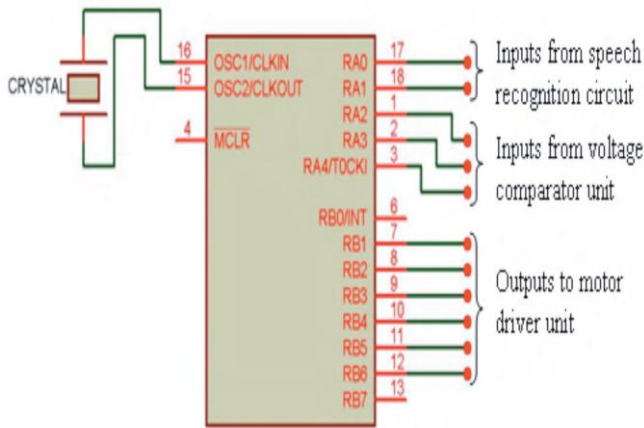 CRYSTAL
16 OSC1/CLKIN
15 OSC2/CLKOUT
4 MCLR
RA0 17
RA1 18
RA2 1
RA3 2
RA4/T0CKI 3
RB0/INT 6
RB1 7
RB2 8
RB3 9
RB4 10
RB5 11
RB6 12
RB7 13
Inputs from speech
recognition circuit
Inputs from voltage
comparator unit
Outputs to motor
driver unit